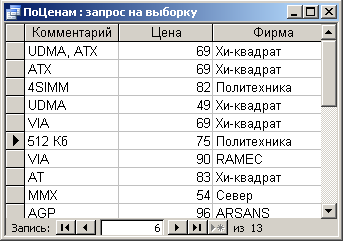 ПоЦенам : запрос на выборку
Комментарий Цена Фирма
UDMA, ATX 69 Хи-квадрат
ATX 69 Хи-квадрат
4SIMM 82 Политехника
UDMA 49 Хи-квадрат
VIA 69 Хи-квадрат
512 Кб 75 Политехника
VIA 90 RAMEC
AT 83 Хи-квадрат
MMX 54 Север
AGP 96 ARSANS
Запись: 6 из 13